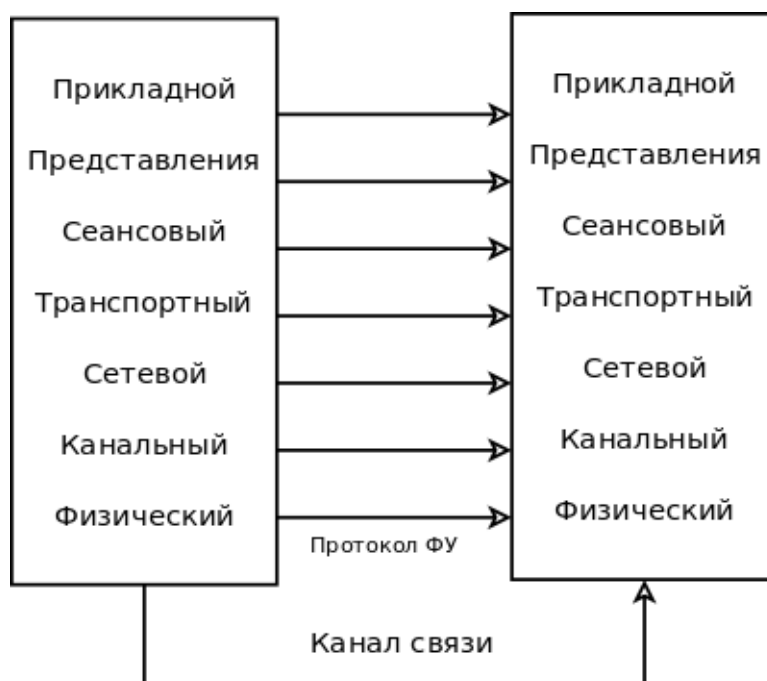 Прикладной
Представления
Сеансовый
Транспортный
Сетевой
Канальный
Физический
Прикладной
Представления
Сеансовый
Транспортный
Сетевой
Канальный
Физический
Протокол ФУ
Канал связи